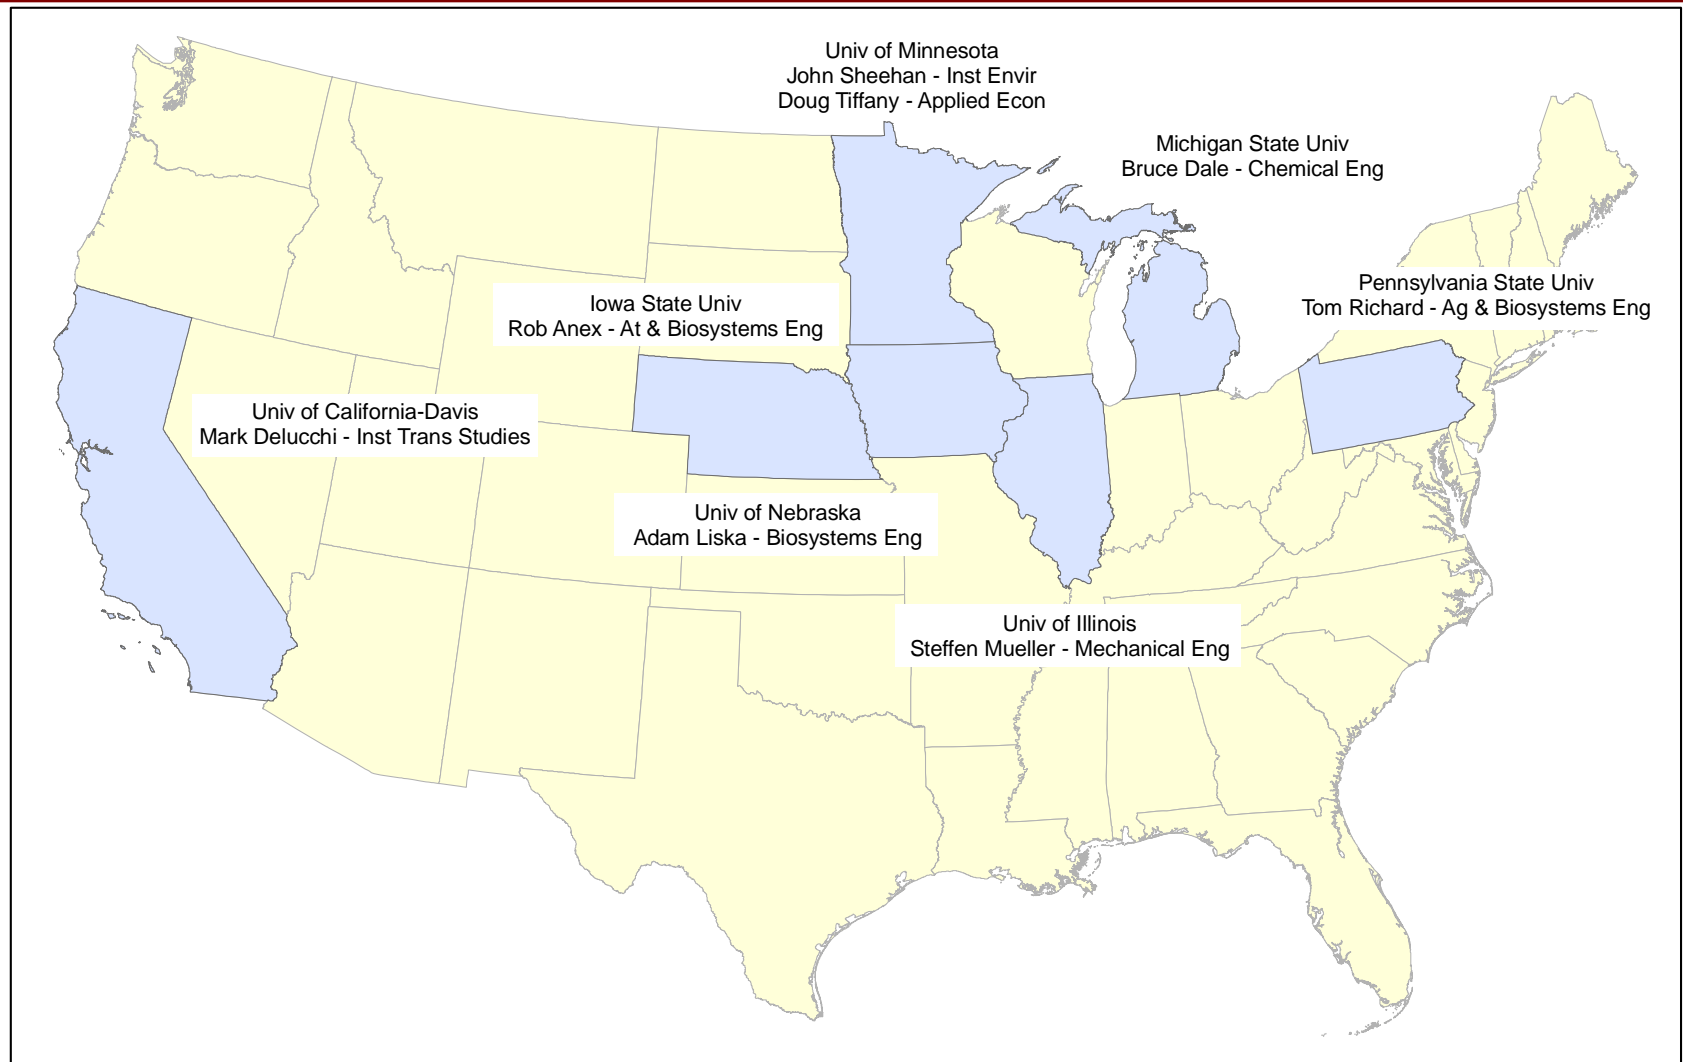 Univ of Minnesota
John Sheehan - Inst Envir
Doug Tiffany - Applied Econ
Michigan State Univ
Bruce Dale - Chemical Eng
Pennsylvania State Univ
Tom Richard - Ag & Biosystems Eng
Iowa State Univ
Rob Anex - At & Biosystems Eng
Univ of California-Davis
Mark Delucchi - Inst Trans Studies
Univ of Nebraska
Adam Liska - Biosystems Eng
Univ of Illinois
Steffen Mueller - Mechanical Eng